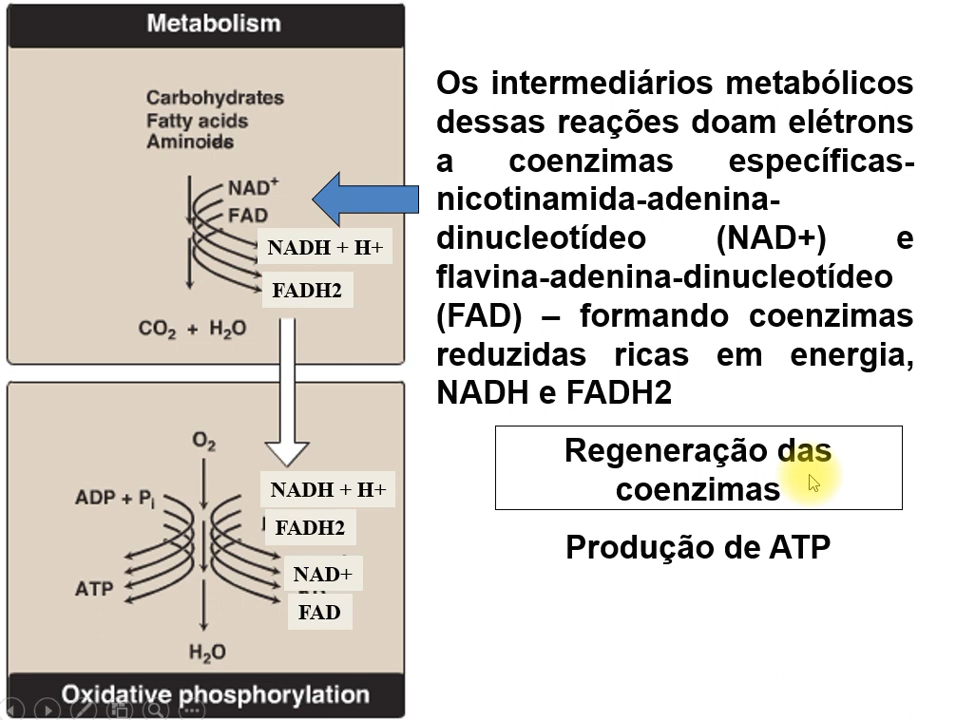 Metabolism
Carbohydrates
Fatty acids
NAD+
FAD
NADH + H+
FADH2
CO2 + H2O
O2
ADP + Pi
NADH + H+
FADH2
NAD+
FAD
ATP
H2O
Oxidative phosphorylation
Os intermediários metabólicos
dessas reações doam elétrons
a coenzimas específicas-
nicotinamida-adenina-
dinucleotídeo (NAD+) e
flavina-adenina-dinucleotídeo
(FAD) – formando coenzimas
reduzidas ricas em energia,
NADH e FADH2
Regeneração das
coenzimas
Produção de ATP